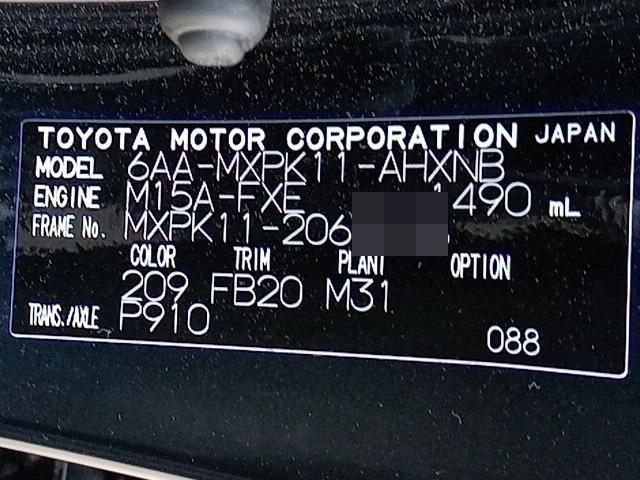 TOYOTA MOTOR CORPORATION JAPAN
MODEL 6AA-MXPK11-AHXNB
ENGINE M15A-FXE 1490 mL
FRAME No. MXPK11-206
COLOR TRIM PLANT OPTION
209 FB20 M31
TRANS./AXLE P910
088